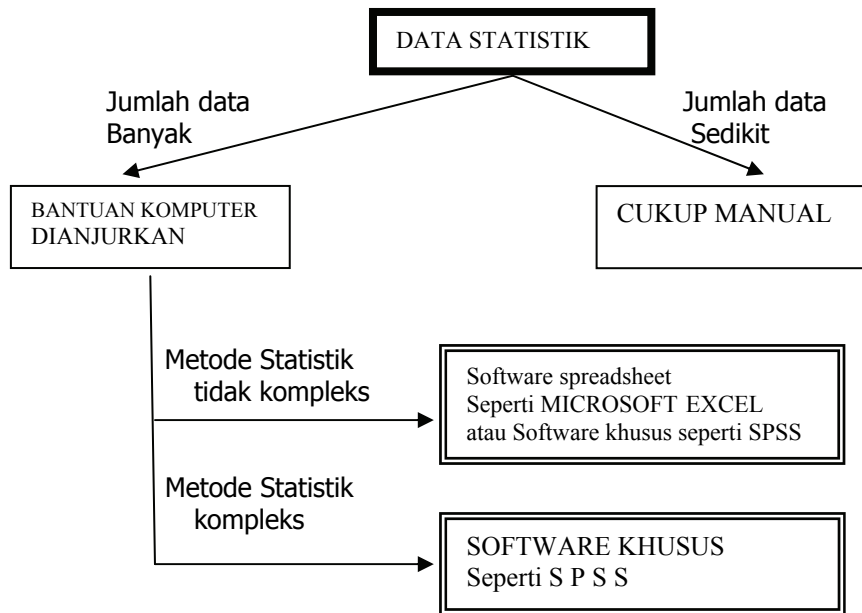 DATA STATISTIK
Jumlah data
Banyak
Jumlah data
Sedikit
BANTUAN KOMPUTER
DIANJURKAN
CUKUP MANUAL
Metode Statistik
tidak kompleks
Software spreadsheet
Seperti MICROSOFT EXCEL
atau Software khusus seperti SPSS
Metode Statistik
kompleks
SOFTWARE KHUSUS
Seperti S P S S